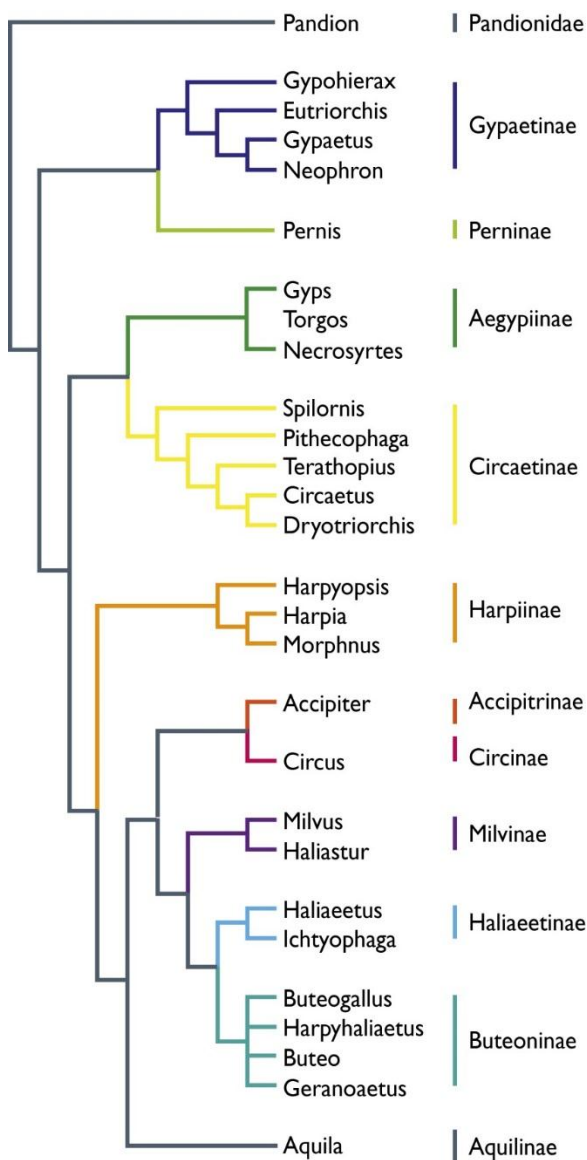 Pandion Pandionidae
Gypohierax
Eutriorchis
Gypaetinae
Gypaetus
Neophron
Pernis Perninae
Gyps
Torgos Aegypiinae
Necrosyrtes
Spilornis
Pithecophaga
Terathopius Circaetinae
Circaetus
Dryotriorchis
Harpyopsis
Harpia Harpiinae
Morphnus
Accipiter Accipitrinae
Circus Circinae
Milvus
Milvinae
Haliastur
Haliaeetus
Haliaeetinae
Ichtyophaga
Buteogallus
Harpyhaliaetus
Buteoninae
Buteo
Geranoaetus
Aquila Aquilinae